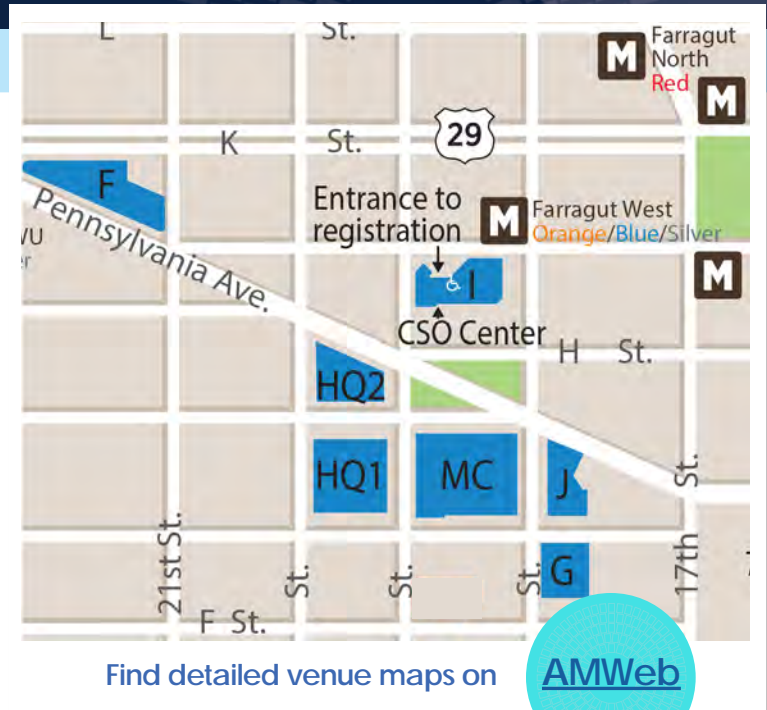 L St.
Farragut
North
Red
M
M
K St.
29
F
Pennsylvania Ave.
Entrance to
registration
M
Farragut West
Orange/Blue/Silver
M
I
CSO Center
H St.
HQ2
HQ1
MC
J
G
21st St.
St.
St.
St.
17th St.
F St.
Find detailed venue maps on AMWeb